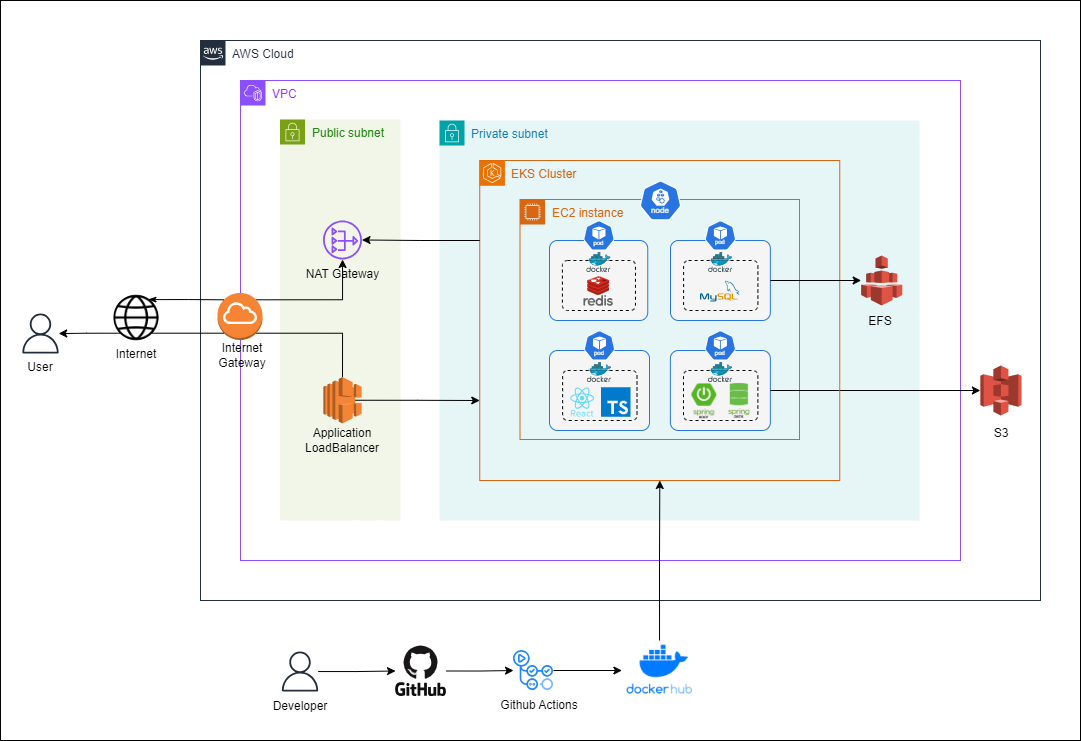 aws
AWS Cloud
VPC
Public subnet
Private subnet
EKS Cluster
EC2 instance
node
pod
docker
redis
pod
docker
MySQL
NAT Gateway
EFS
Internet
User
Internet
Gateway
pod
docker
React
TS
pod
docker
spring
BOOT
spring
DATA
Application
LoadBalancer
S3
Developer
GitHub
Github Actions
docker hub